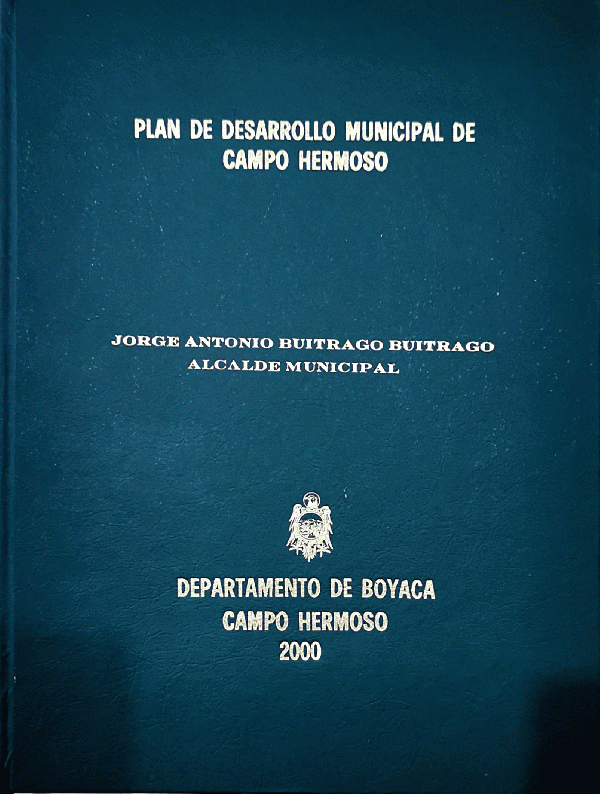 PLAN DE DESARROLLO MUNICIPAL DE
CAMPO HERMOSO
JORGE ANTONIO BUITRAGO BUITRAGO
ALCALDE MUNICIPAL
DEPARTAMENTO DE BOYACA
CAMPO HERMOSO
2000